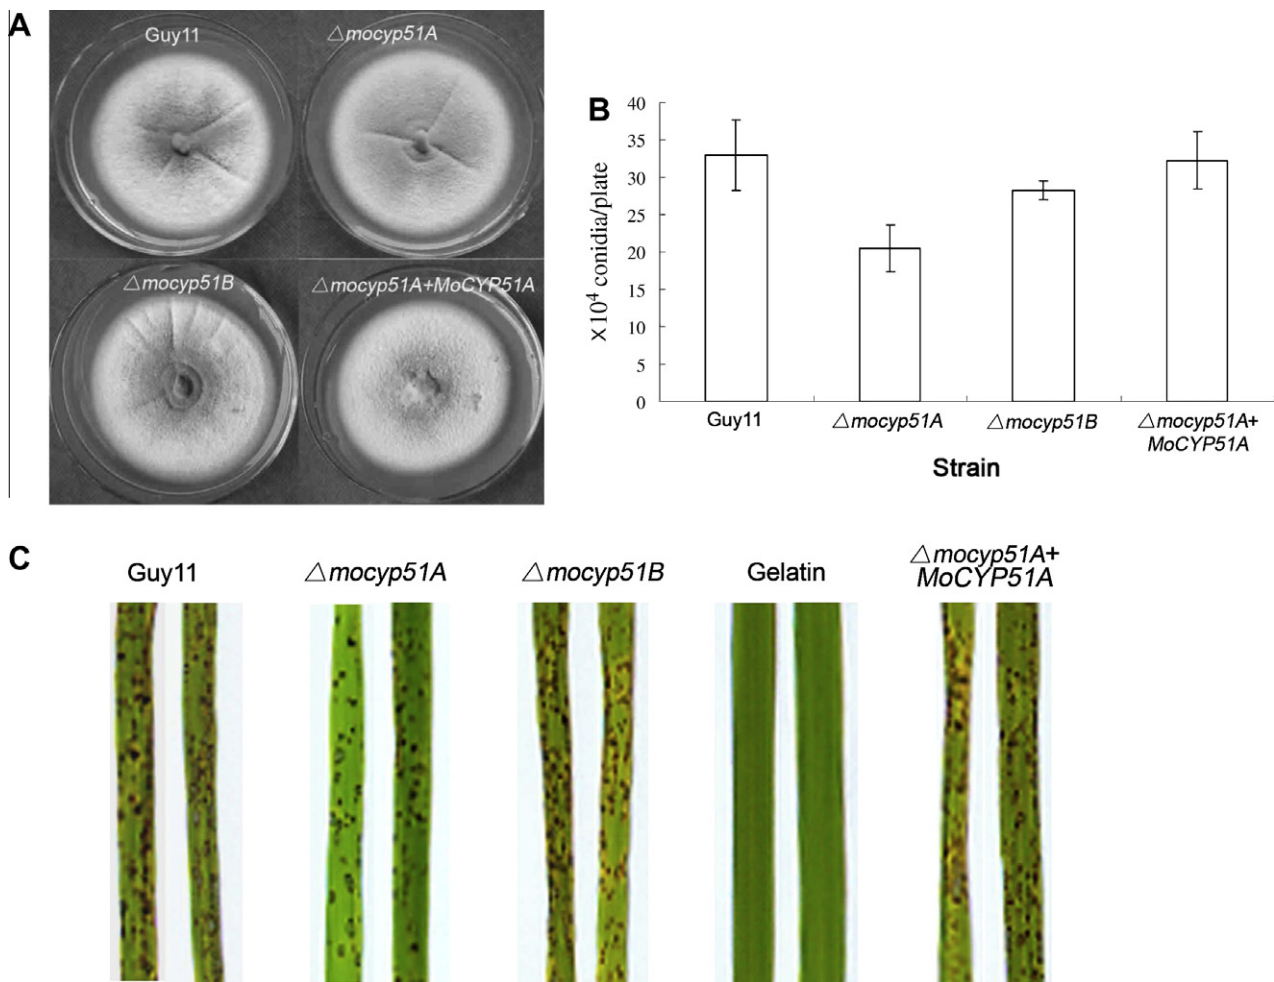 A
Guy11
△mocyp51A
△mocyp51B
△mocyp51A+MoCYP51A
B
X10⁴ conidia/plate
40
35
30
25
20
15
10
5
0
Guy11
△mocyp51A
△mocyp51B
△mocyp51A+
MoCYP51A
Strain
C
Guy11
△mocyp51A
△mocyp51B
Gelatin
△mocyp51A+
MoCYP51A